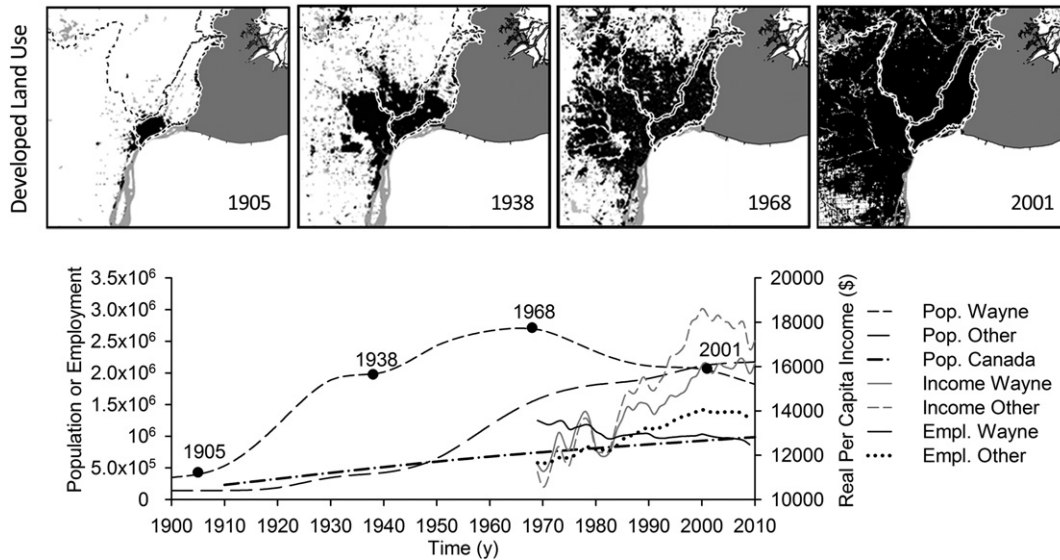 Developed Land Use
1905
1938
1968
2001
Population or Employment
3.5x10⁶
3.0x10⁶
2.5x10⁶
2.0x10⁶
1.5x10⁶
1x10⁶
5.0x10⁵
0
1905
1938
1968
2001
20000
18000
16000
14000
12000
10000
Real Per Capita Income ($)
1900 1910 1920 1930 1940 1950 1960 1970 1980 1990 2000 2010
Time (y)
Pop. Wayne
Pop. Other
Pop. Canada
Income Wayne
Income Other
Empl. Wayne
Empl. Other